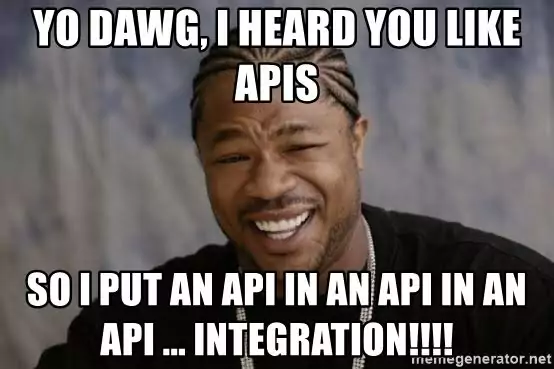 YO DAWG, I HEARD YOU LIKE
APIS
SO I PUT AN API IN AN API IN AN
API ... INTEGRATION!!!!
memegenerator.net